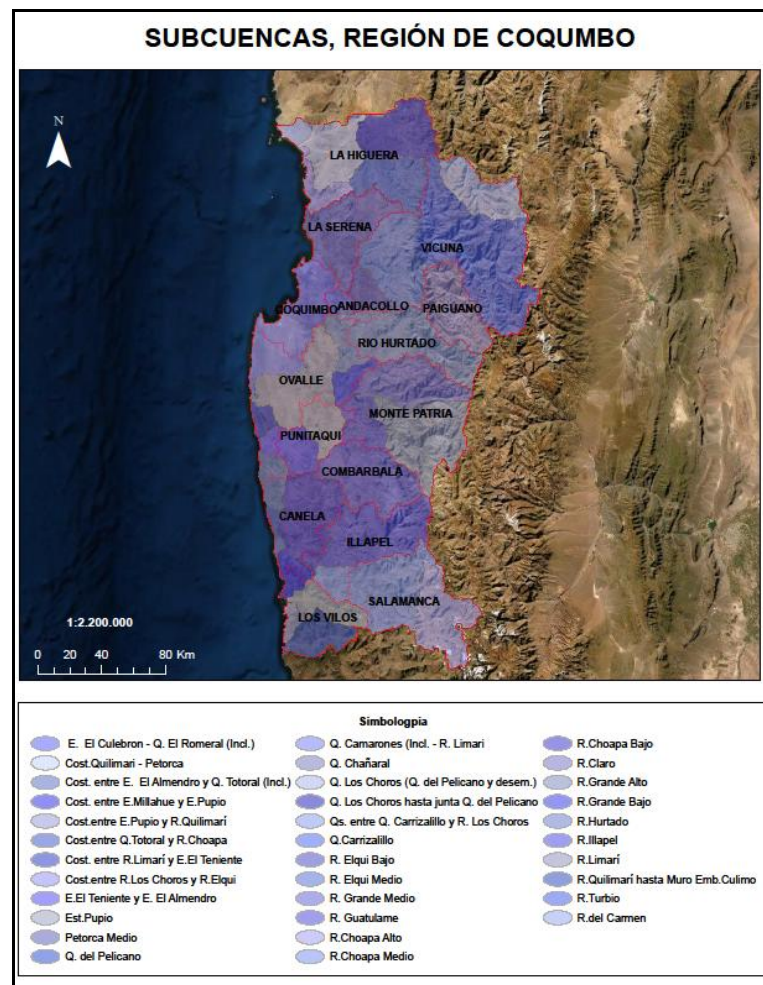 SUBCUENCAS, REGIÓN DE COQUMBO
N
LA HIGUERA
LA SERENA
VICUNA
COQUIMBO
ANDACOLLO
PAIGUANO
RIO HURTADO
OVALLE
MONTE PATRIA
PUNITAQUI
COMBARBALA
CANELA
ILLAPEL
SALAMANCA
LOS VILOS
1:2.200.000
0 20 40 80 Km
Simbologpia
E. El Culebron - Q. El Romeral (Incl.)
Cost.Quilimari - Petorca
Cost. entre E. El Almendro y Q. Totoral (Incl.)
Cost. entre E.Millahue y E.Pupio
Cost.entre E.Pupio y R.Quilimarí
Cost.entre Q.Totoral y R.Choapa
Cost. entre R.Limarí y E.El Teniente
Cost.entre R.Los Choros y R.Elqui
E.El Teniente y E. El Almendro
Est.Pupio
Petorca Medio
Q. del Pelicano
Q. Camarones (Incl. - R. Limari
Q. Chañaral
Q. Los Choros (Q. del Pelicano y desem.)
Q. Los Choros hasta junta Q. del Pelicano
Qs. entre Q. Carrizalillo y R. Los Choros
Q.Carrizalillo
R. Elqui Bajo
R. Elqui Medio
R. Grande Medio
R. Guatulame
R.Choapa Alto
R.Choapa Medio
R.Choapa Bajo
R.Claro
R.Grande Alto
R.Grande Bajo
R.Hurtado
R.Illapel
R.Limarí
R.Quilimarí hasta Muro Emb.Culimo
R.Turbio
R.del Carmen